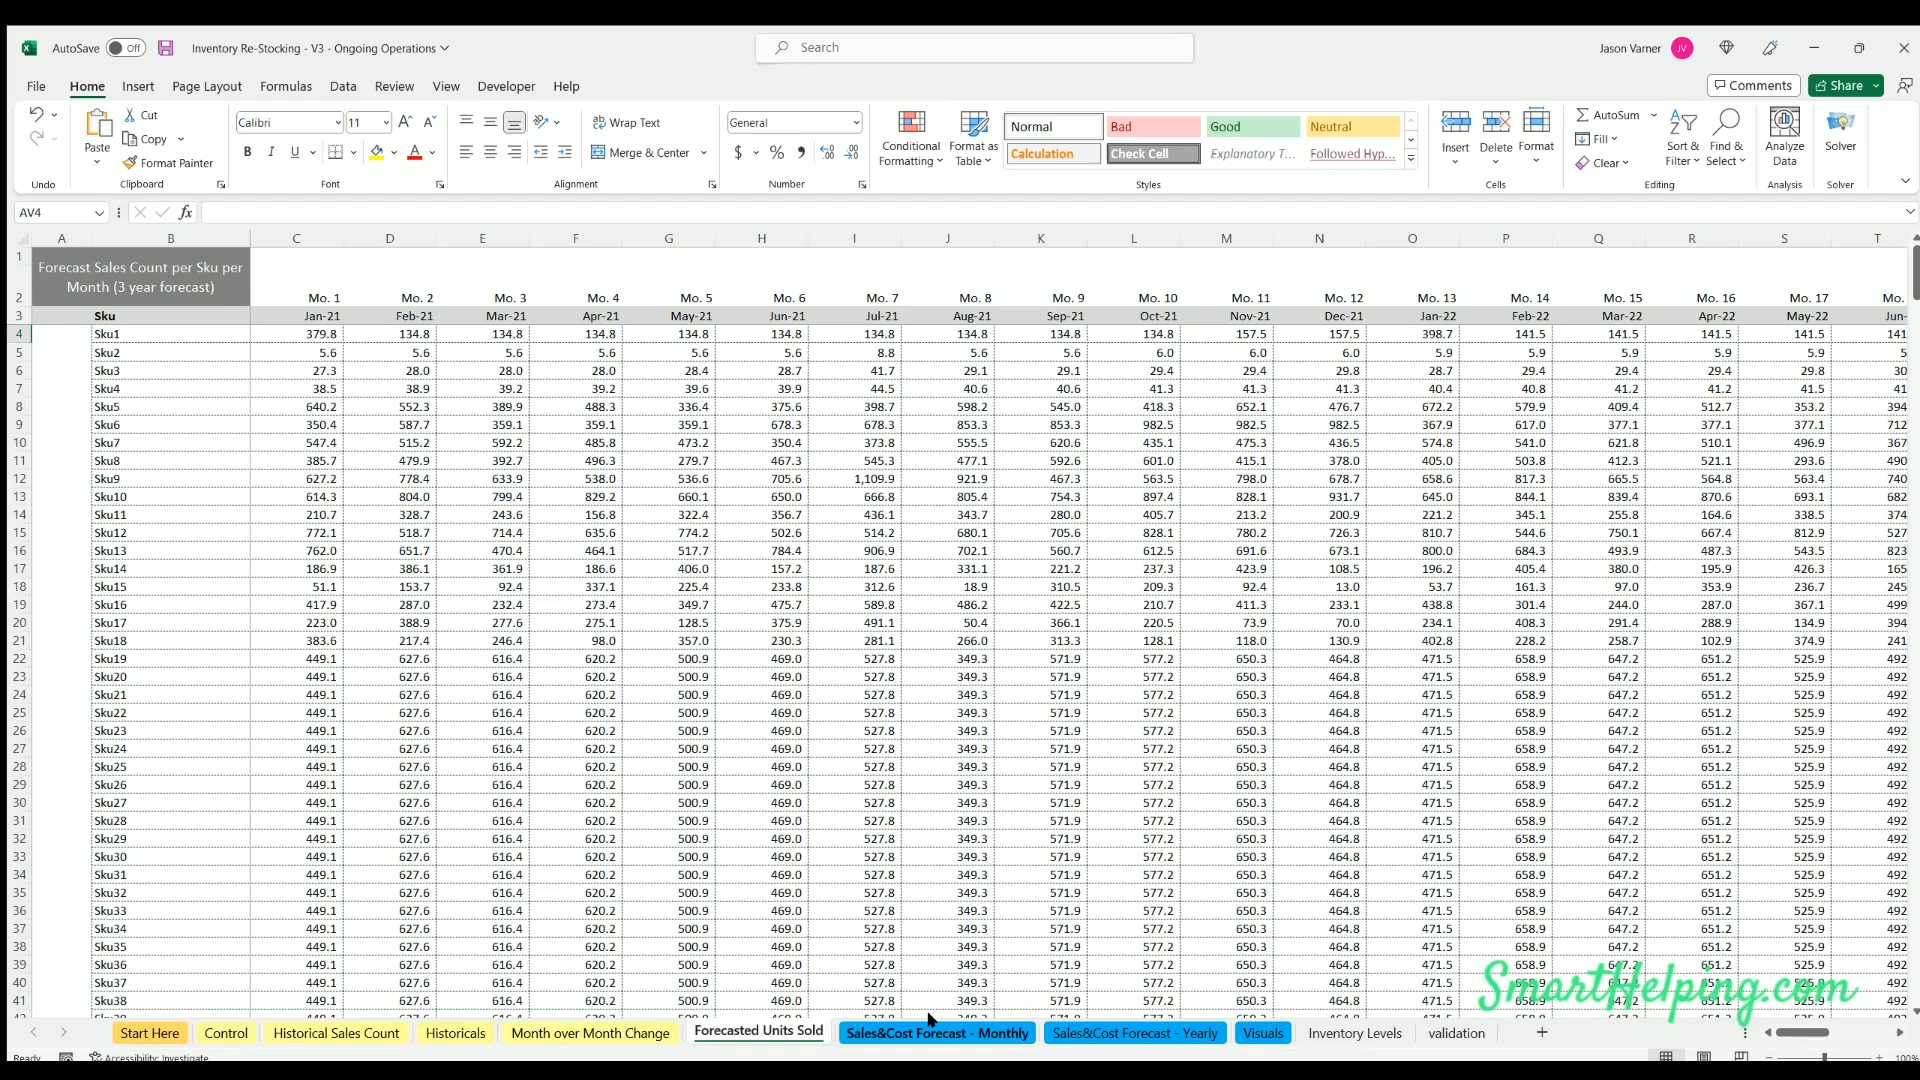 AutoSave Off Inventory Re-Stocking - V3 - Ongoing Operations Search Jason Varner JV
File Home Insert Page Layout Formulas Data Review View Developer Help Comments Share
Undo Paste Cut Copy Format Painter Clipboard
Calibri 11 B I U A Font
Wrap Text Merge & Center Alignment
General $ % Number
Conditional Formatting Format as Table
Normal Bad Good Neutral
Calculation Check Cell Explanatory T... Followed Hyp...
Styles
Insert Delete Format Cells
AutoSum Fill Clear Sort & Filter Find & Select Editing
Analyze Data Analysis Solver Solver
AV4 fx
A B C D E F G H I J K L M N O P Q R S T
1 Forecast Sales Count per Sku per
Month (3 year forecast)
2 Mo. 1 Mo. 2 Mo. 3 Mo. 4 Mo. 5 Mo. 6 Mo. 7 Mo. 8 Mo. 9 Mo. 10 Mo. 11 Mo. 12 Mo. 13 Mo. 14 Mo. 15 Mo. 16 Mo. 17 Mo.
3 Sku Jan-21 Feb-21 Mar-21 Apr-21 May-21 Jun-21 Jul-21 Aug-21 Sep-21 Oct-21 Nov-21 Dec-21 Jan-22 Feb-22 Mar-22 Apr-22 May-22 Jun-
4 Sku1 379.8 134.8 134.8 134.8 134.8 134.8 134.8 134.8 134.8 134.8 157.5 157.5 398.7 141.5 141.5 141.5 141.5 141
5 Sku2 5.6 5.6 5.6 5.6 5.6 5.6 8.8 5.6 5.6 6.0 6.0 6.0 5.9 5.9 5.9 5.9 5.9 5
6 Sku3 27.3 28.0 28.0 28.0 28.4 28.7 41.7 29.1 29.1 29.4 29.4 29.8 28.7 29.4 29.4 29.4 29.8 30
7 Sku4 38.5 38.9 39.2 39.2 39.6 39.9 44.5 40.6 40.6 41.3 41.3 41.3 40.4 40.8 41.2 41.2 41.5 41
8 Sku5 640.2 552.3 389.9 488.3 336.4 375.6 398.7 598.2 545.0 418.3 652.1 476.7 672.2 579.9 409.4 512.7 353.2 394
9 Sku6 350.4 587.7 359.1 359.1 359.1 678.3 678.3 853.3 853.3 982.5 982.5 982.5 367.9 617.0 377.1 377.1 377.1 712
10 Sku7 547.4 515.2 592.2 485.8 473.2 350.4 373.8 555.5 620.6 435.1 475.3 436.5 574.8 541.0 621.8 510.1 496.9 367
11 Sku8 385.7 479.9 392.7 496.3 279.7 467.3 545.3 477.1 592.6 601.0 415.1 378.0 405.0 503.8 412.3 521.1 293.6 490
12 Sku9 627.2 778.4 633.9 538.0 536.6 705.6 1,109.9 921.9 467.3 563.5 798.0 678.7 658.6 817.3 665.5 564.8 563.4 740
13 Sku10 614.3 804.0 799.4 829.2 660.1 650.0 666.8 805.4 754.3 897.4 828.1 931.7 645.0 844.1 839.4 870.6 693.1 682
14 Sku11 210.7 328.7 243.6 156.8 322.4 356.7 436.1 343.7 280.0 405.7 213.2 200.9 221.2 345.1 255.8 164.6 338.5 374
15 Sku12 772.1 518.7 714.4 635.6 774.2 502.6 514.2 680.1 705.6 828.1 780.2 726.3 810.7 544.6 750.1 667.4 812.9 527
16 Sku13 762.0 651.7 470.4 464.1 517.7 784.4 906.9 702.1 560.7 612.5 691.6 673.1 800.0 684.3 493.9 487.3 543.5 823
17 Sku14 186.9 386.1 361.9 186.6 406.0 157.2 187.6 331.1 221.2 237.3 423.9 108.5 196.2 405.4 380.0 195.9 426.3 165
18 Sku15 51.1 153.7 92.4 337.1 225.4 233.8 312.6 18.9 310.5 209.3 92.4 13.0 53.7 161.3 97.0 353.9 236.7 245
19 Sku16 417.9 287.0 232.4 273.4 349.7 475.7 589.8 486.2 422.5 210.7 411.3 233.1 438.8 301.4 244.0 287.0 367.1 499
20 Sku17 223.0 388.9 277.6 275.1 128.5 375.9 491.1 50.4 366.1 220.5 73.9 70.0 234.1 408.3 291.4 288.9 134.9 394
21 Sku18 383.6 217.4 246.4 98.0 357.0 230.3 281.1 266.0 313.3 128.1 118.0 130.9 402.8 228.2 258.7 102.9 374.9 241
22 Sku19 449.1 627.6 616.4 620.2 500.9 469.0 527.8 349.3 571.9 577.2 650.3 464.8 471.5 658.9 647.2 651.2 525.9 492
23 Sku20 449.1 627.6 616.4 620.2 500.9 469.0 527.8 349.3 571.9 577.2 650.3 464.8 471.5 658.9 647.2 651.2 525.9 492
24 Sku21 449.1 627.6 616.4 620.2 500.9 469.0 527.8 349.3 571.9 577.2 650.3 464.8 471.5 658.9 647.2 651.2 525.9 492
25 Sku22 449.1 627.6 616.4 620.2 500.9 469.0 527.8 349.3 571.9 577.2 650.3 464.8 471.5 658.9 647.2 651.2 525.9 492
26 Sku23 449.1 627.6 616.4 620.2 500.9 469.0 527.8 349.3 571.9 577.2 650.3 464.8 471.5 658.9 647.2 651.2 525.9 492
27 Sku24 449.1 627.6 616.4 620.2 500.9 469.0 527.8 349.3 571.9 577.2 650.3 464.8 471.5 658.9 647.2 651.2 525.9 492
28 Sku25 449.1 627.6 616.4 620.2 500.9 469.0 527.8 349.3 571.9 577.2 650.3 464.8 471.5 658.9 647.2 651.2 525.9 492
29 Sku26 449.1 627.6 616.4 620.2 500.9 469.0 527.8 349.3 571.9 577.2 650.3 464.8 471.5 658.9 647.2 651.2 525.9 492
30 Sku27 449.1 627.6 616.4 620.2 500.9 469.0 527.8 349.3 571.9 577.2 650.3 464.8 471.5 658.9 647.2 651.2 525.9 492
31 Sku28 449.1 627.6 616.4 620.2 500.9 469.0 527.8 349.3 571.9 577.2 650.3 464.8 471.5 658.9 647.2 651.2 525.9 492
32 Sku29 449.1 627.6 616.4 620.2 500.9 469.0 527.8 349.3 571.9 577.2 650.3 464.8 471.5 658.9 647.2 651.2 525.9 492
33 Sku30 449.1 627.6 616.4 620.2 500.9 469.0 527.8 349.3 571.9 577.2 650.3 464.8 471.5 658.9 647.2 651.2 525.9 492
34 Sku31 449.1 627.6 616.4 620.2 500.9 469.0 527.8 349.3 571.9 577.2 650.3 464.8 471.5 658.9 647.2 651.2 525.9 492
35 Sku32 449.1 627.6 616.4 620.2 500.9 469.0 527.8 349.3 571.9 577.2 650.3 464.8 471.5 658.9 647.2 651.2 525.9 492
36 Sku33 449.1 627.6 616.4 620.2 500.9 469.0 527.8 349.3 571.9 577.2 650.3 464.8 471.5 658.9 647.2 651.2 525.9 492
37 Sku34 449.1 627.6 616.4 620.2 500.9 469.0 527.8 349.3 571.9 577.2 650.3 464.8 471.5 658.9 647.2 651.2 525.9 492
38 Sku35 449.1 627.6 616.4 620.2 500.9 469.0 527.8 349.3 571.9 577.2 650.3 464.8 471.5 658.9 647.2 651.2 525.9 492
39 Sku36 449.1 627.6 616.4 620.2 500.9 469.0 527.8 349.3 571.9 577.2 650.3 464.8 471.5 658.9 647.2 651.2 525.9 492
40 Sku37 449.1 627.6 616.4 620.2 500.9 469.0 527.8 349.3 571.9 577.2 650.3 464.8 471.5 525.9 492
41 Sku38 449.1 627.6 616.4 620.2 500.9 469.0 527.8 349.3 571.9 577.2 650.3 464.8 471.5 658.9 647.2 651.2 525.9 492
SmartHelping.com
Start Here Control Historical Sales Count Historicals Month over Month Change Forecasted Units Sold Sales&Cost Forecast - Monthly Sales&Cost Forecast - Yearly Visuals Inventory Levels validation
Ready Accessibility: Investigate 100%